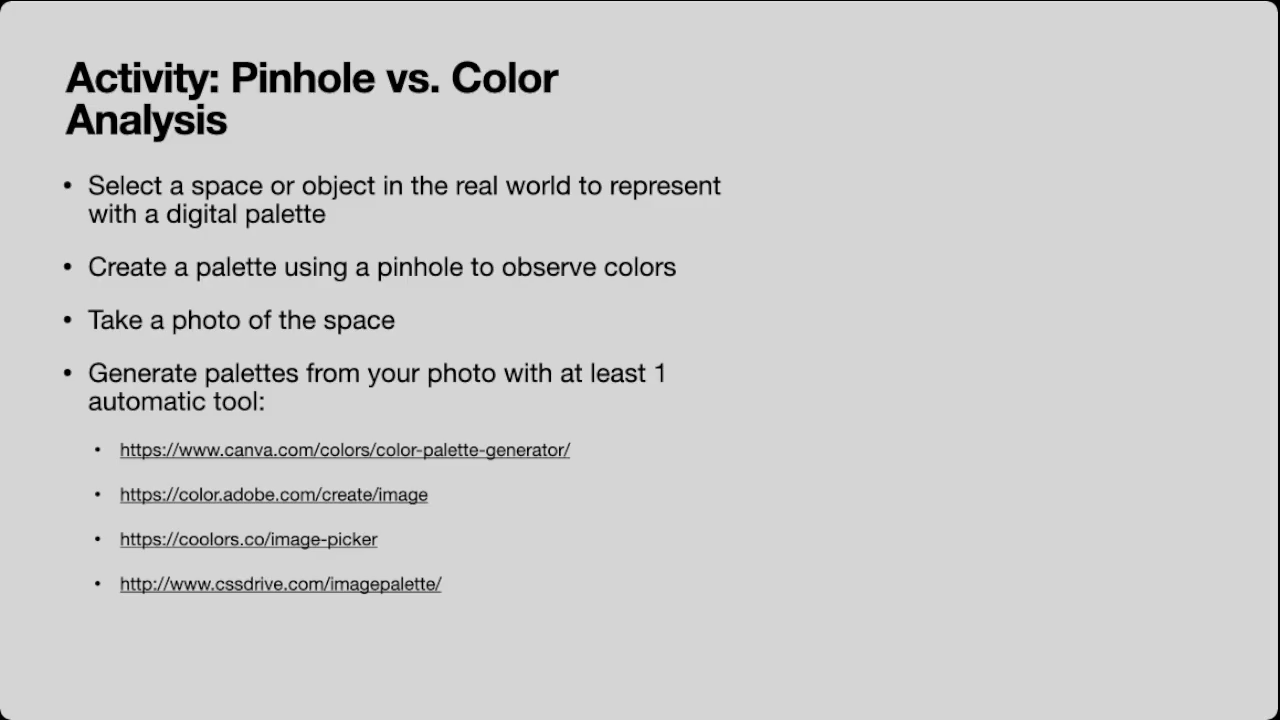 Activity: Pinhole vs. Color
Analysis
• Select a space or object in the real world to represent
with a digital palette
• Create a palette using a pinhole to observe colors
• Take a photo of the space
• Generate palettes from your photo with at least 1
automatic tool:
• https://www.canva.com/colors/color-palette-generator/
• https://color.adobe.com/create/image
• https://coolors.co/image-picker
• http://www.cssdrive.com/imagepalette/